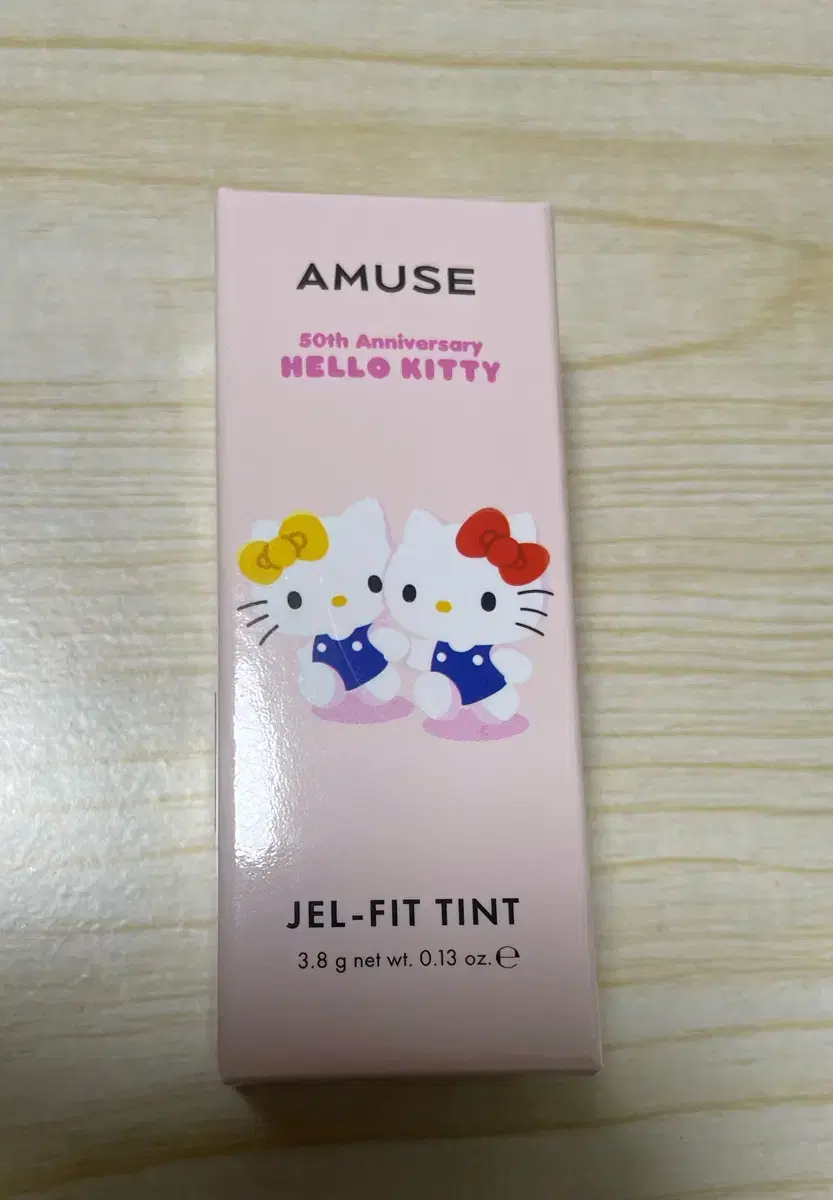 AMUSE
50th Anniversary
HELLO KITTY
JEL-FIT TINT
3.8 g net wt. 0.13 oz.℮